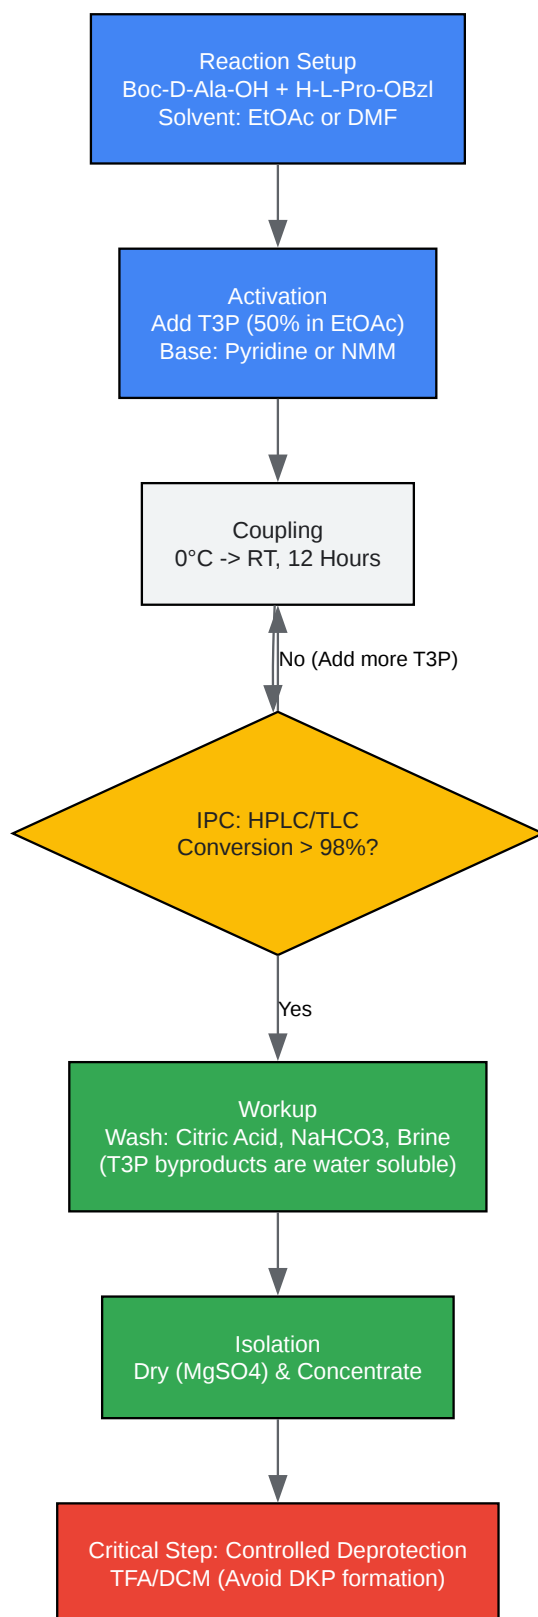 Reaction Setup
Boc-D-Ala-OH + H-L-Pro-OBzl
Solvent: EtOAc or DMF
Activation
Add T3P (50% in EtOAc)
Base: Pyridine or NMM
Coupling
0°C -> RT, 12 Hours
No (Add more T3P)
IPC: HPLC/TLC
Conversion > 98%?
Yes
Workup
Wash: Citric Acid, NaHCO3, Brine
(T3P byproducts are water soluble)
Isolation
Dry (MgSO4) & Concentrate
Critical Step: Controlled Deprotection
TFA/DCM (Avoid DKP formation)